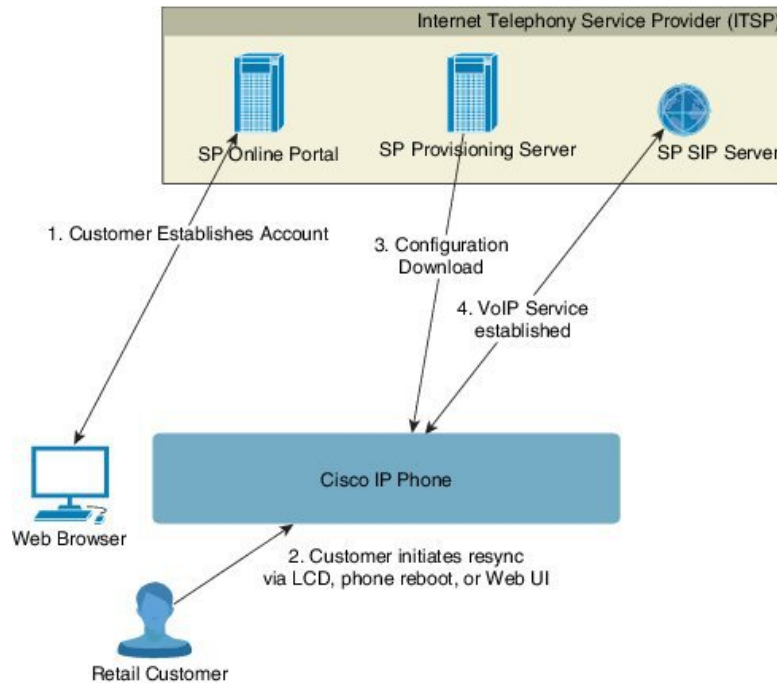 Internet Telephony Service Provider (ITSP)
SP Online Portal
SP Provisioning Server
SP SIP Server
1. Customer Establishes Account
3. Configuration
Download
4. VoIP Service
established
Cisco IP Phone
Web Browser
2. Customer initiates resync
via LCD, phone reboot, or Web UI
Retail Customer